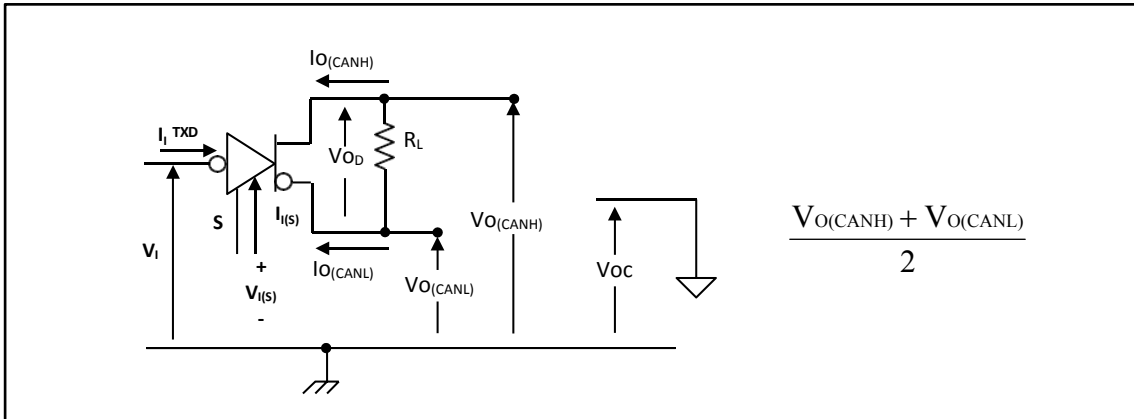 Io(CANH)
II TXD
RL
VOD
S
II(S)
VO(CANH)
VO(CANH) + VO(CANL)
2
VI
Io(CANL)
VOC
+
VI(S)
-
VO(CANL)